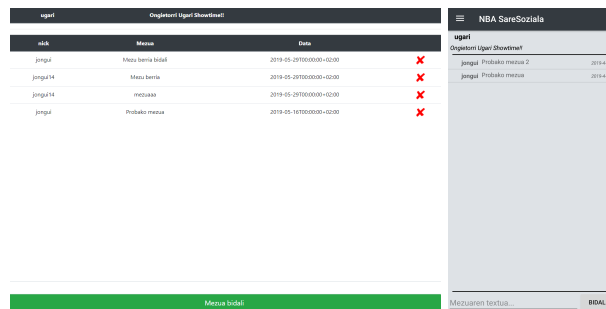 ugari Ongietorri Ugari Showtime!!
nick Mezua Data
jongui Mezu berria bidali 2019-05-29T00:00:00+02:00
jongui14 Mezu berria 2019-05-29T00:00:00+02:00
jongui14 mezuaaa 2019-05-29T00:00:00+02:00
jongui Probako mezua 2019-05-16T00:00:00+02:00
Mezua bidali
NBA SareSoziala
ugari
Ongietorri Ugari Showtime!!
jongui Probako mezua 2
jongui Probako mezua
Mezuaren textua...
BIDAL